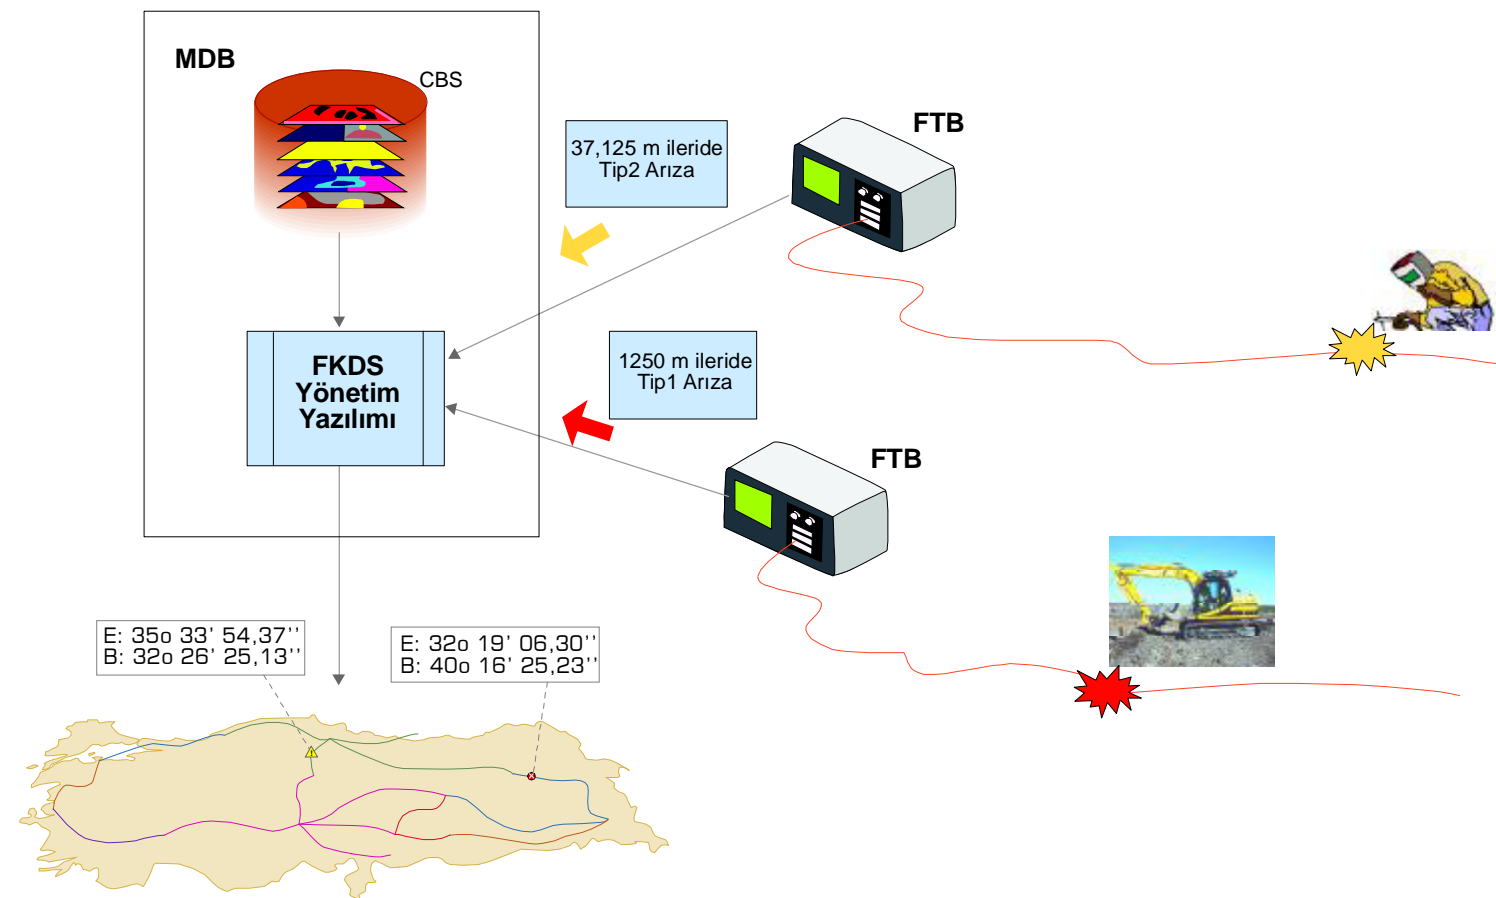 MDB
CBS
37,125 m ileride
Tip2 Arıza
FTB
FKDS
Yönetim
Yazılımı
1250 m ileride
Tip1 Arıza
FTB
E: 35o 33' 54,37''
B: 32o 26' 25,13''
E: 32o 19' 06,30''
B: 40o 16' 25,23''